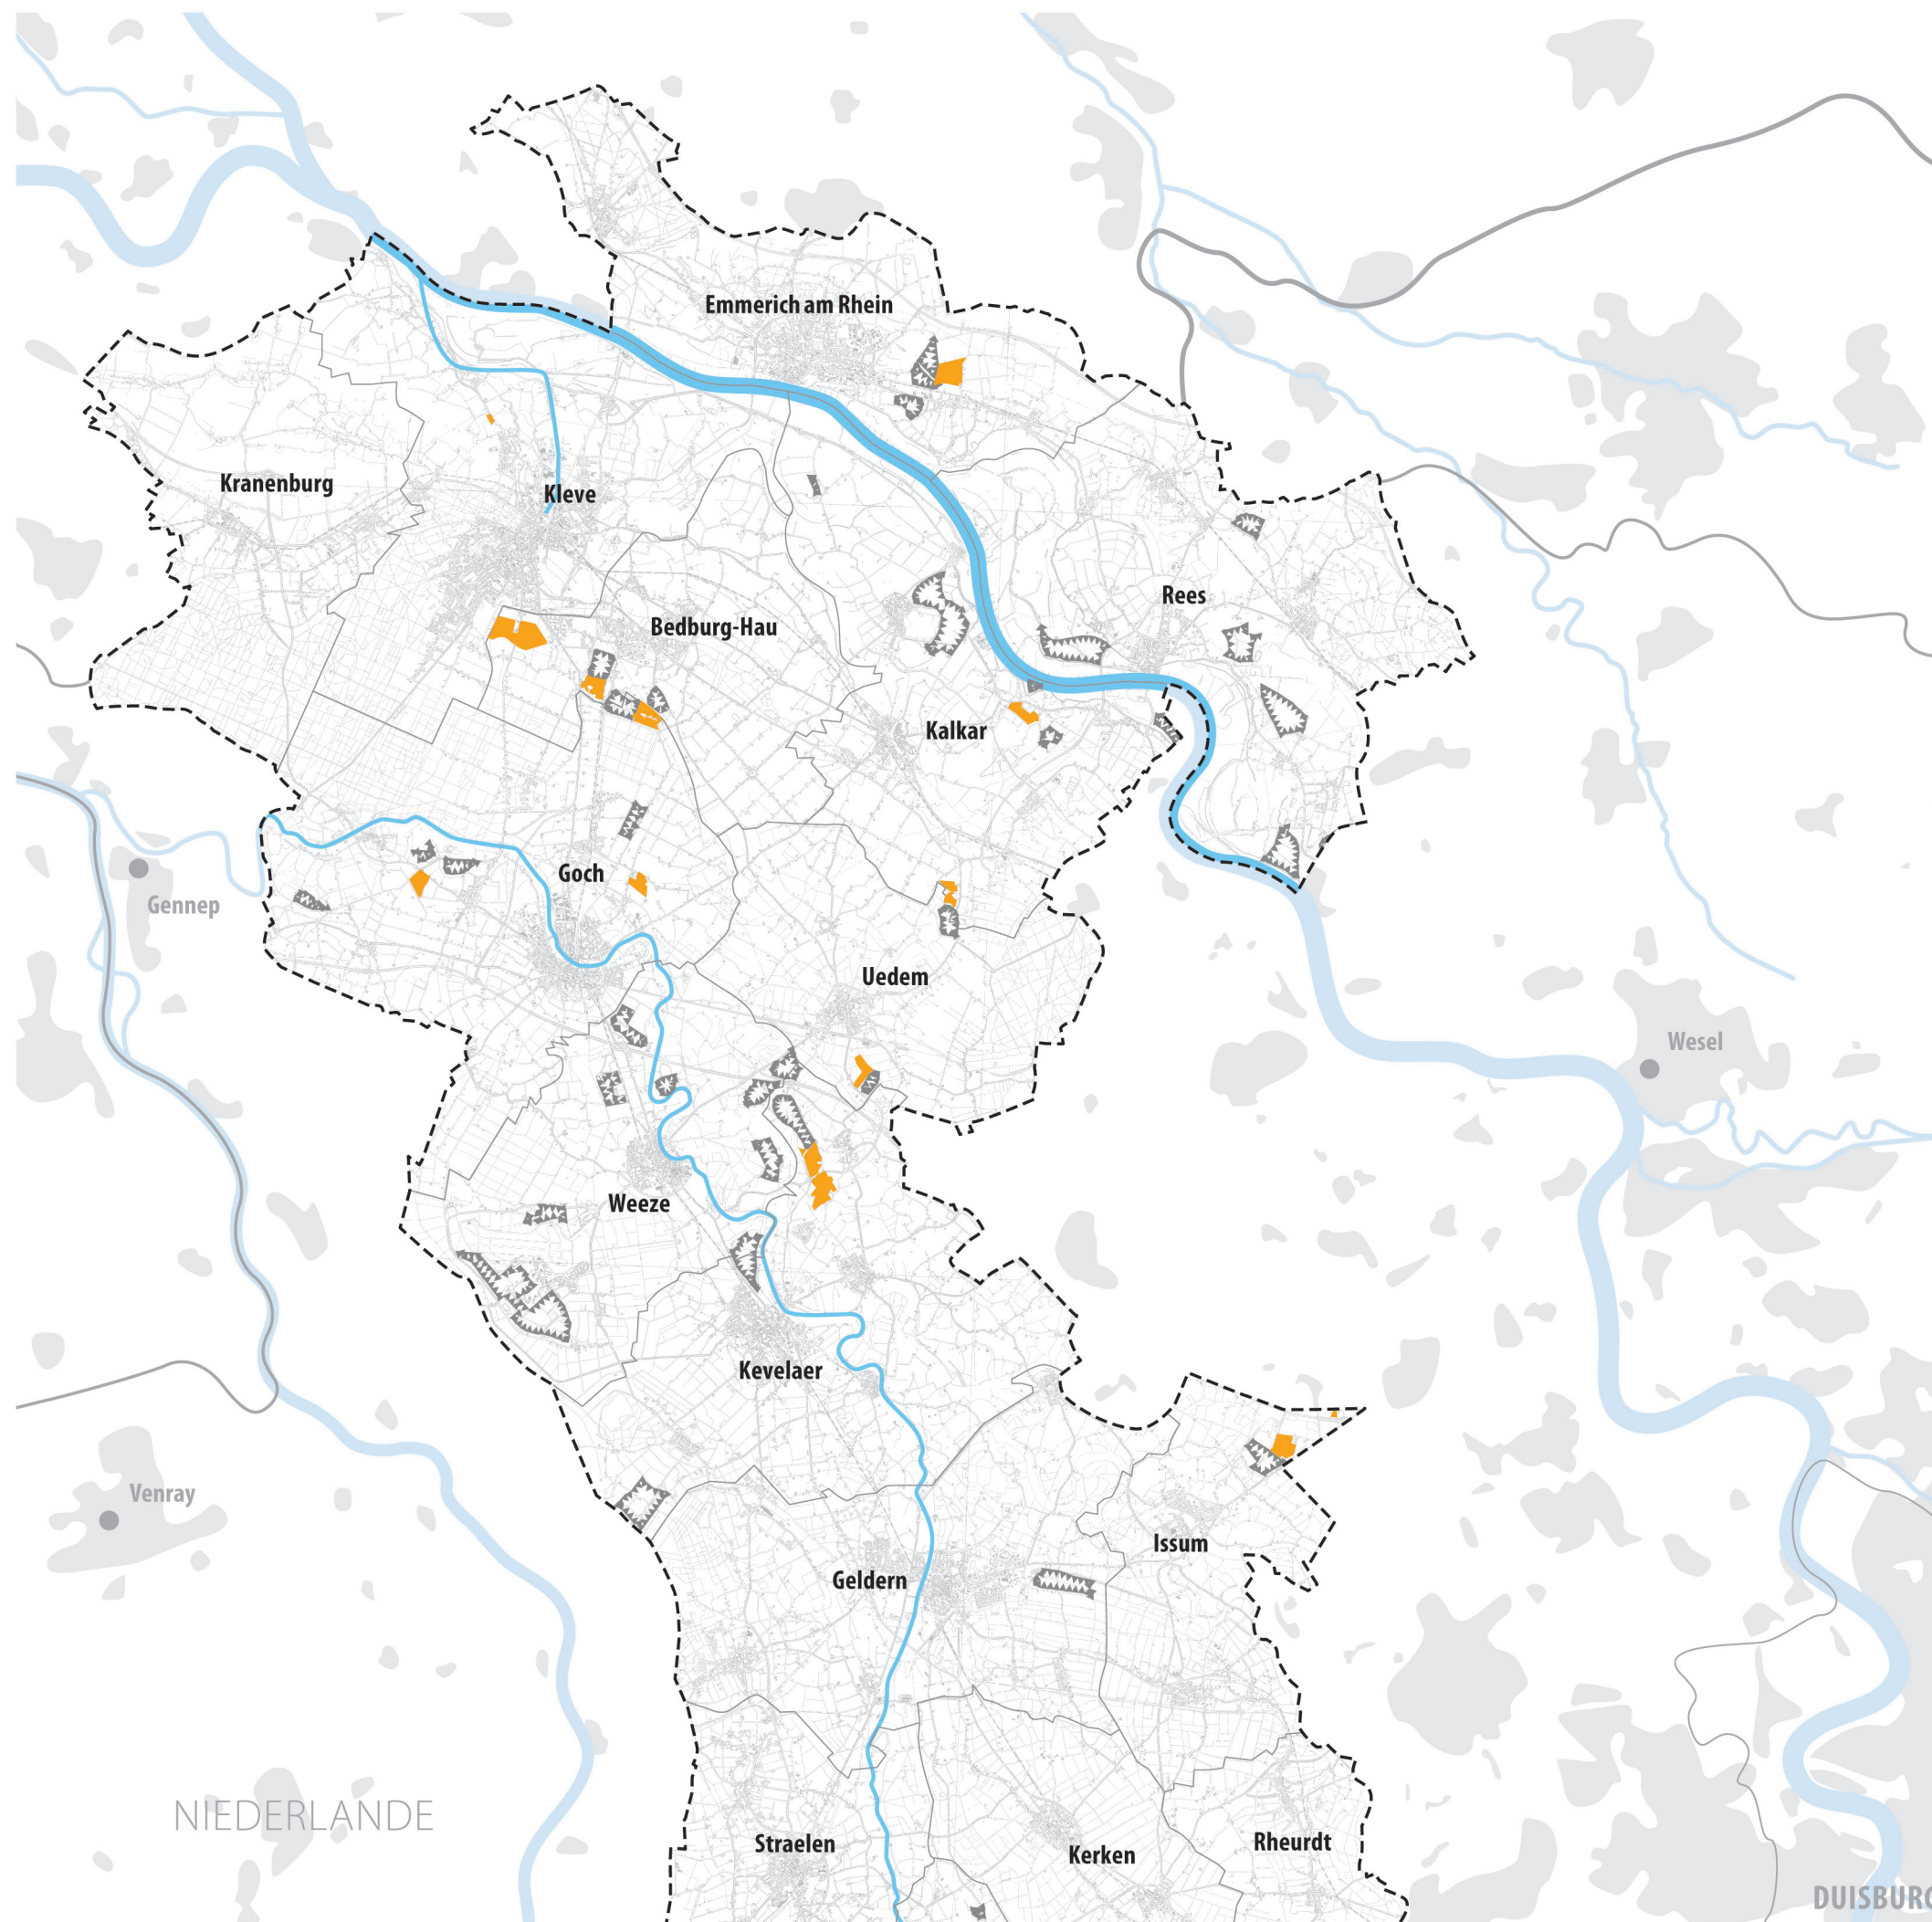 Emmerich am Rhein
Kranenburg
Kleve
Rees
Bedburg-Hau
Kalkar
Goch
Gennep
Uedem
Wesel
Weeze
Kevelaer
Venray
Issum
Geldern
NIEDERLANDE
Straelen
Kerken
Rheurdt
DUISBURG